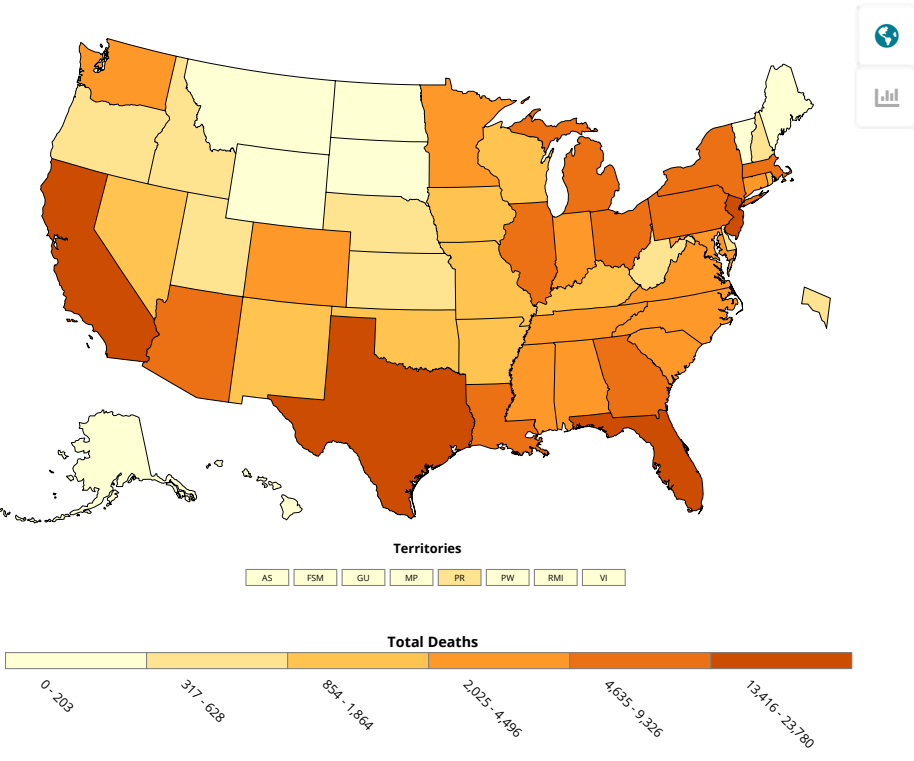 Territories
AS FSM GU MP PR PW RMI VI
Total Deaths
0 - 203
317 - 628
854 - 1,864
2,025 - 4,496
4,635 - 9,326
13,416 - 23,780